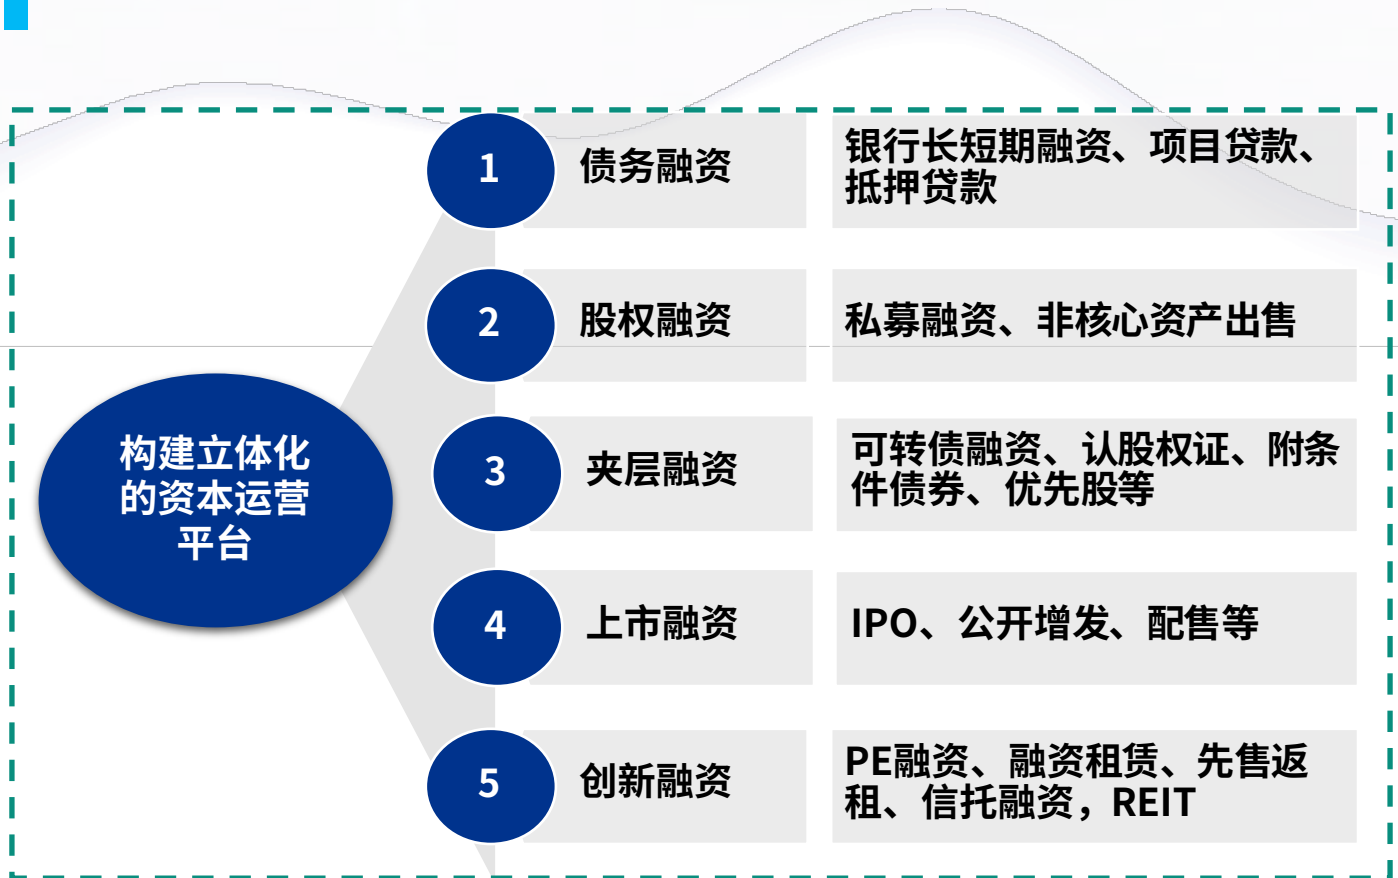 构建立体化
的资本运营
平台
1
债务融资
银行长短期融资、项目贷款、
抵押贷款
2
股权融资
私募融资、非核心资产出售
3
夹层融资
可转债融资、认股权证、附条
件债券、优先股等
4
上市融资
IPO、公开增发、配售等
5
创新融资
PE融资、融资租赁、先售返
租、信托融资，REIT